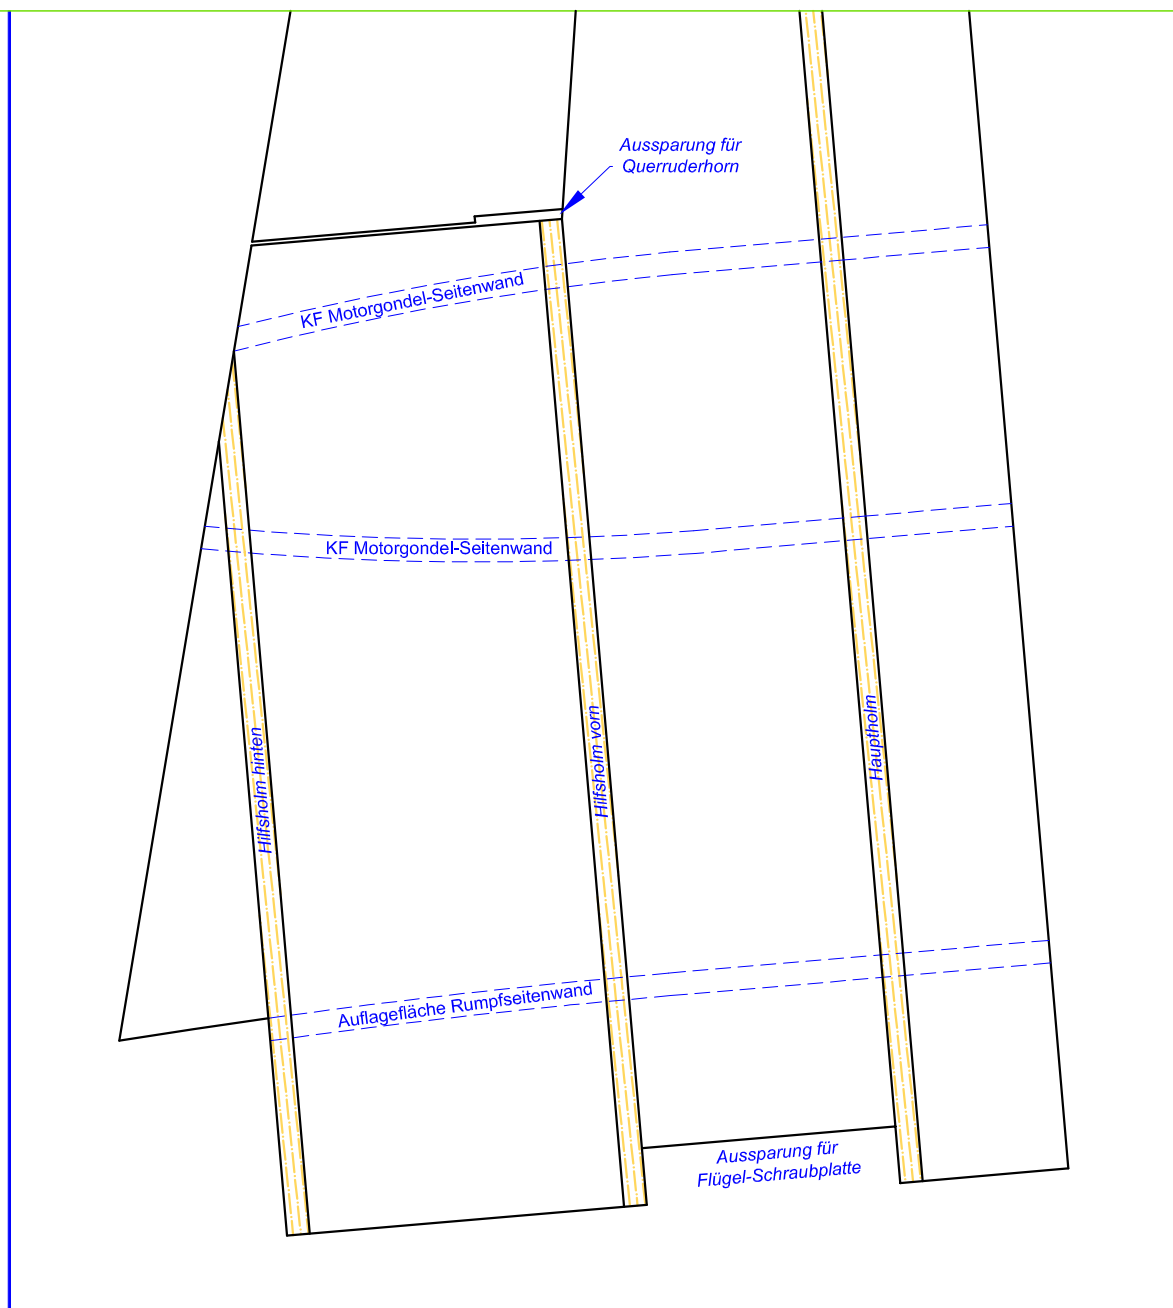 Aussparung für
Querruderhorn
KF Motorgondel-Seitenwand
KF Motorgondel-Seitenwand
Hilfsholm hinten
Hilfsholm vorn
Hauptholm
Auflagefläche Rumpfseitenwand
Aussparung für
Flügel-Schraubplatte